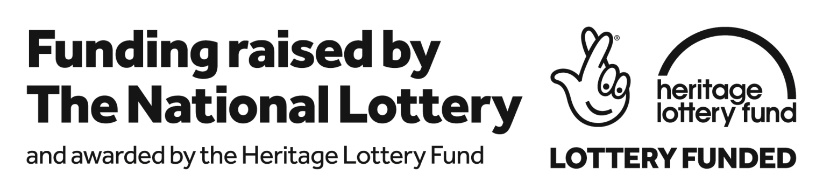 Funding raised by
The National Lottery
and awarded by the Heritage Lottery Fund
®
heritage
lottery fund
LOTTERY FUNDED